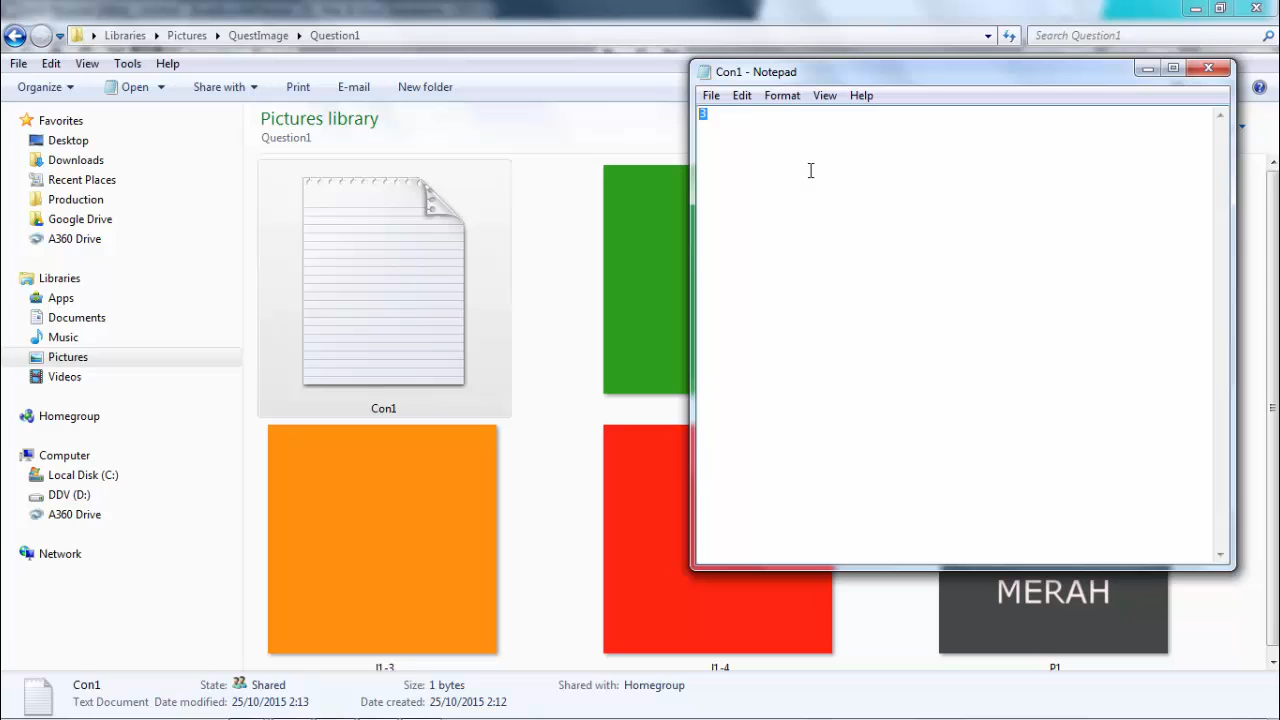 Libraries Pictures QuestImage Question1
Search Question1
File Edit View Tools Help
Organize Open Share with Print E-mail New folder
Favorites
Desktop
Downloads
Recent Places
Production
Google Drive
A360 Drive
Libraries
Apps
Documents
Music
Pictures
Videos
Homegroup
Computer
Local Disk (C:)
DDV (D:)
A360 Drive
Network
Pictures library
Question1
Con1
Con1 - Notepad
File Edit Format View Help
3
MERAH
J1-3 J1-4 P1
Con1 State: Shared Size: 1 bytes Shared with: Homegroup
Text Document Date modified: 25/10/2015 2:13 Date created: 25/10/2015 2:12